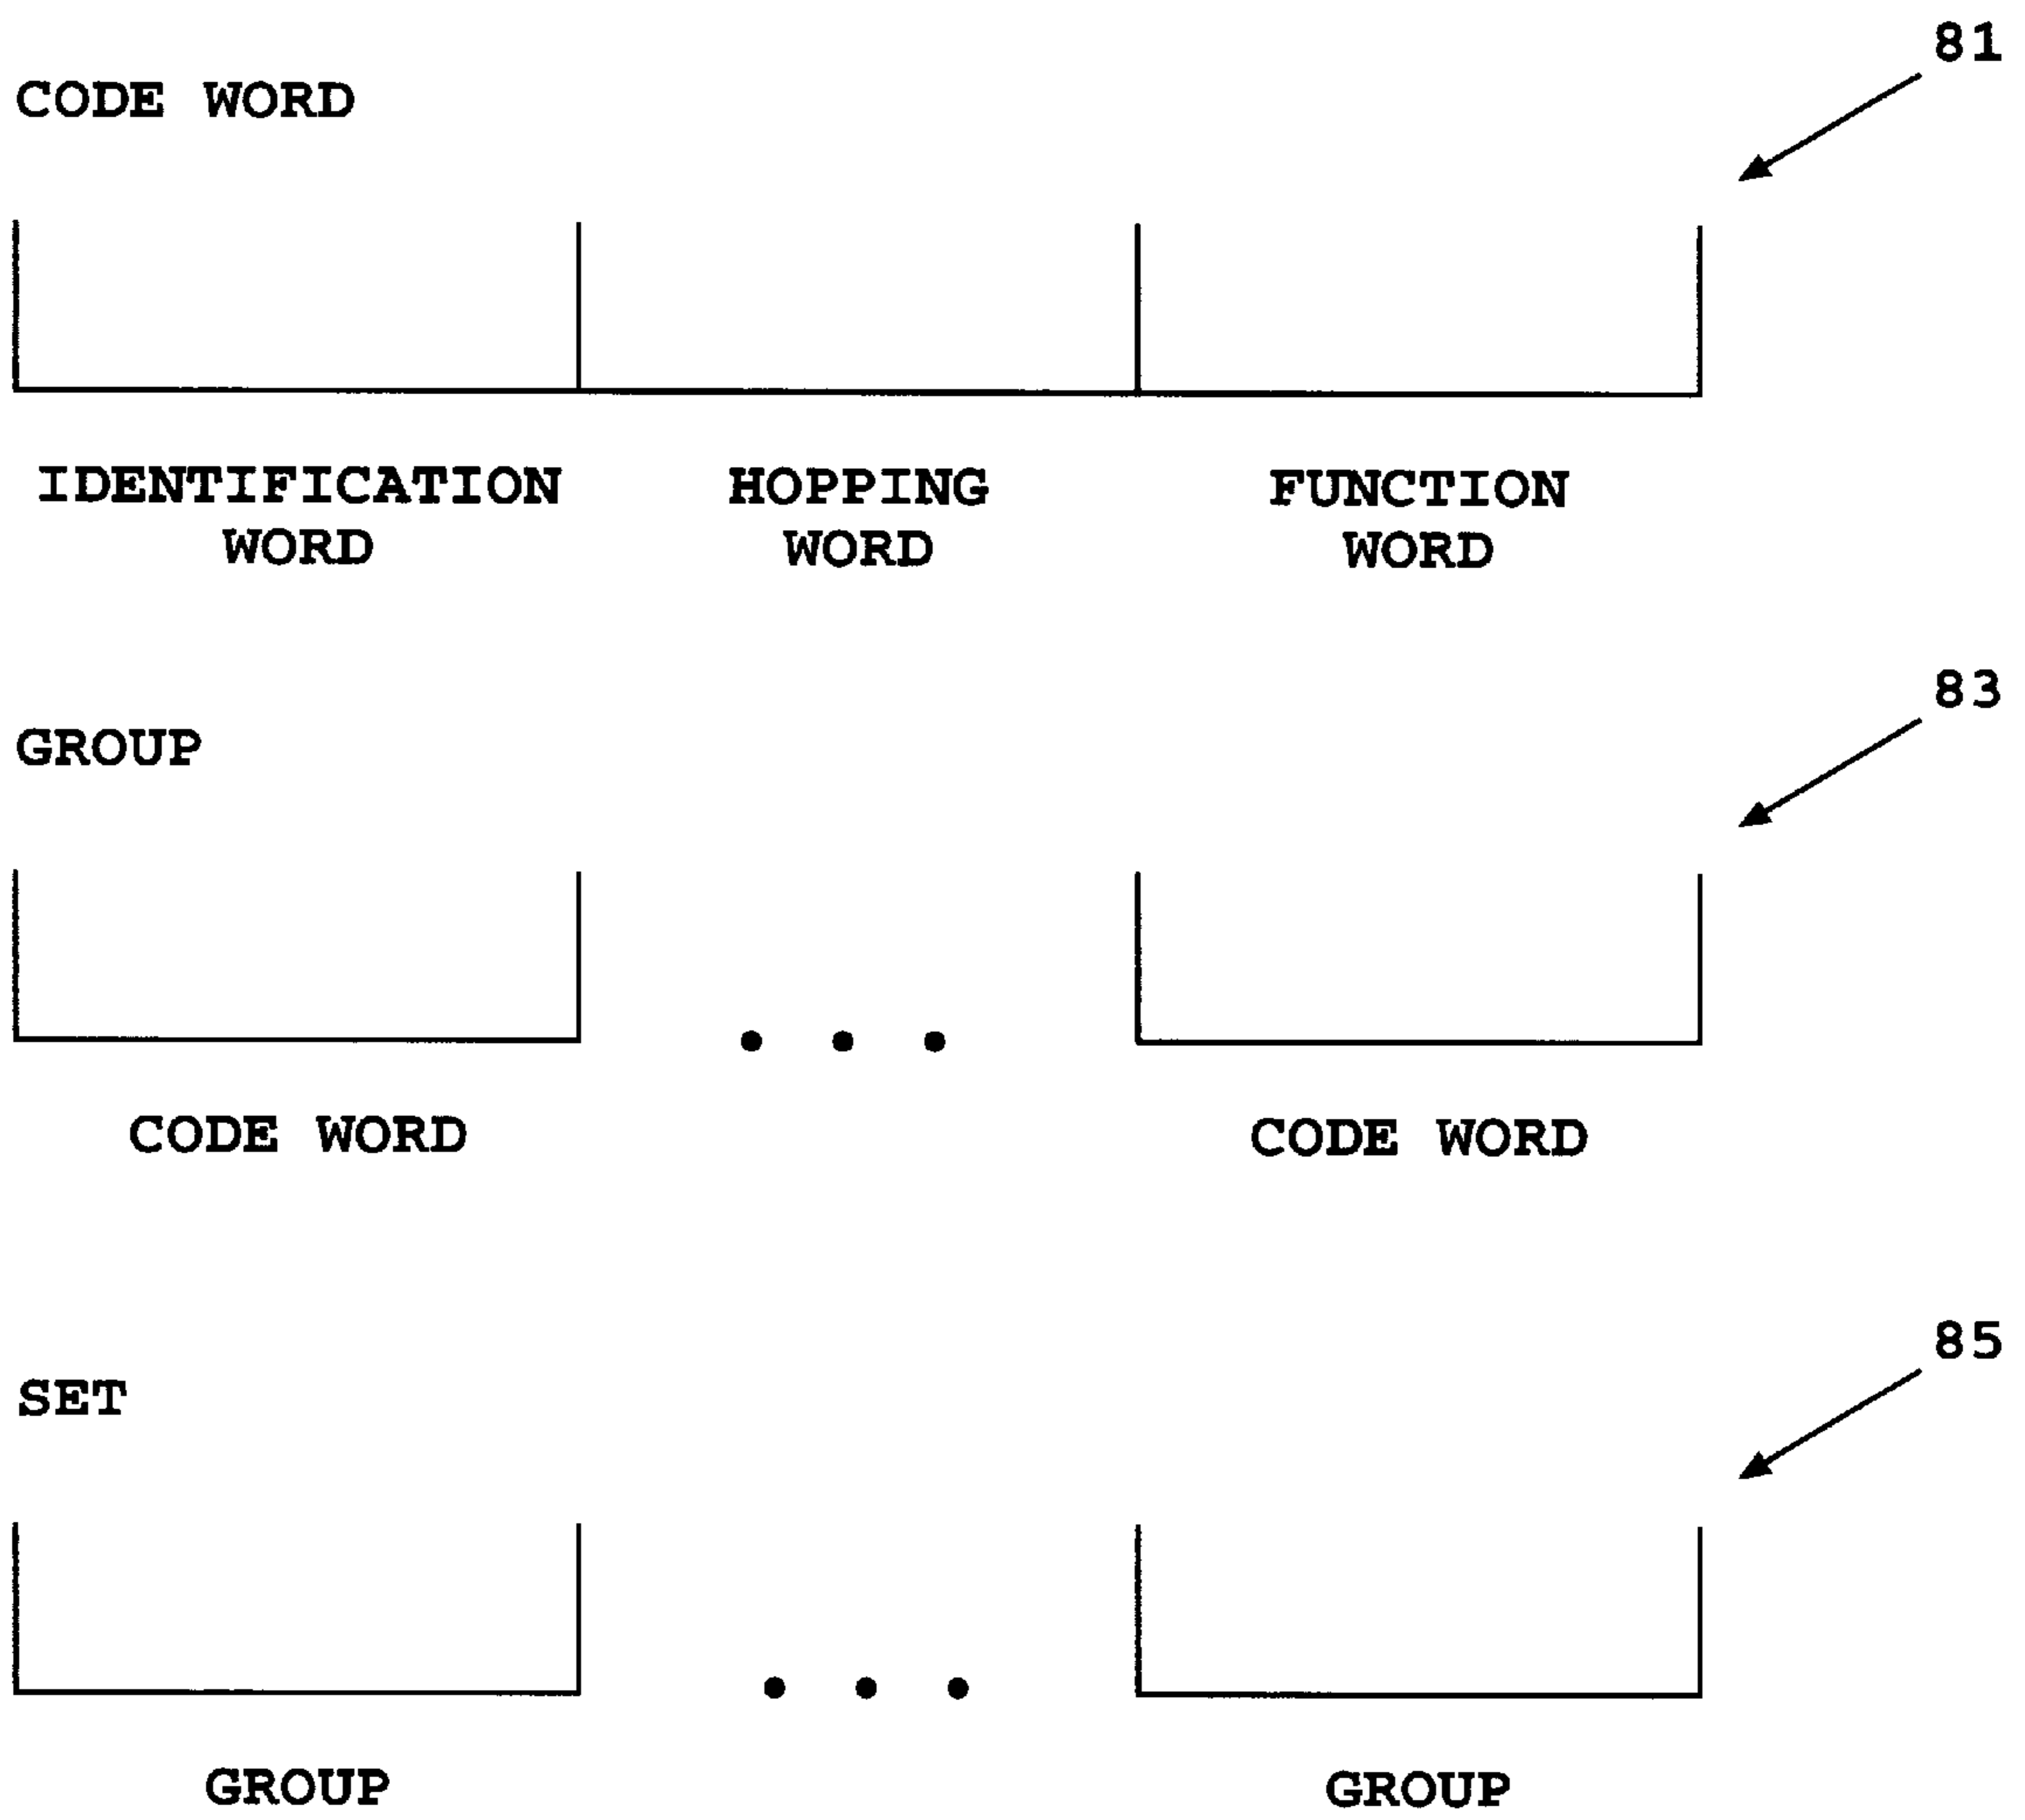 81
CODE WORD
IDENTIFICATION HOPPING FUNCTION
WORD WORD WORD
83
GROUP
CODE WORD CODE WORD
85
SET
GROUP GROUP